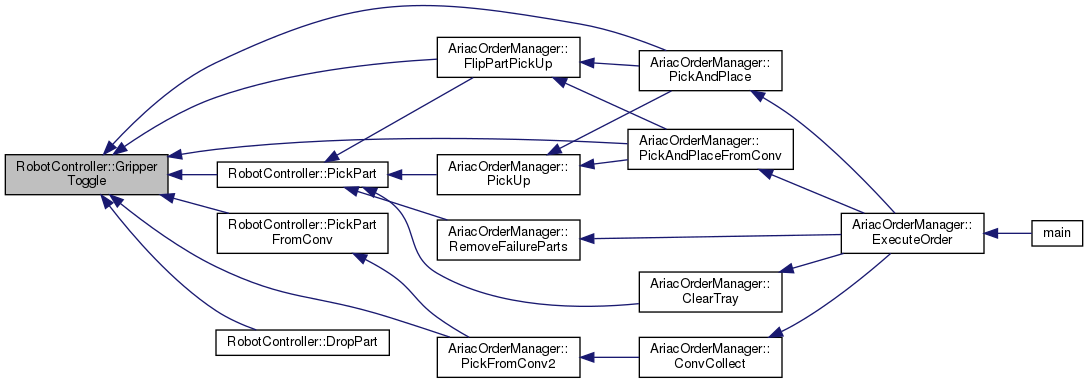 RobotController::Gripper
Toggle
AriacOrderManager::
FlipPartPickUp
RobotController::PickPart
AriacOrderManager::
PickUp
RobotController::PickPart
FromConv
AriacOrderManager::
RemoveFailureParts
RobotController::DropPart
AriacOrderManager::
PickFromConv2
AriacOrderManager::
PickAndPlace
AriacOrderManager::
PickAndPlaceFromConv
AriacOrderManager::
ClearTray
AriacOrderManager::
ConvCollect
AriacOrderManager::
ExecuteOrder
main